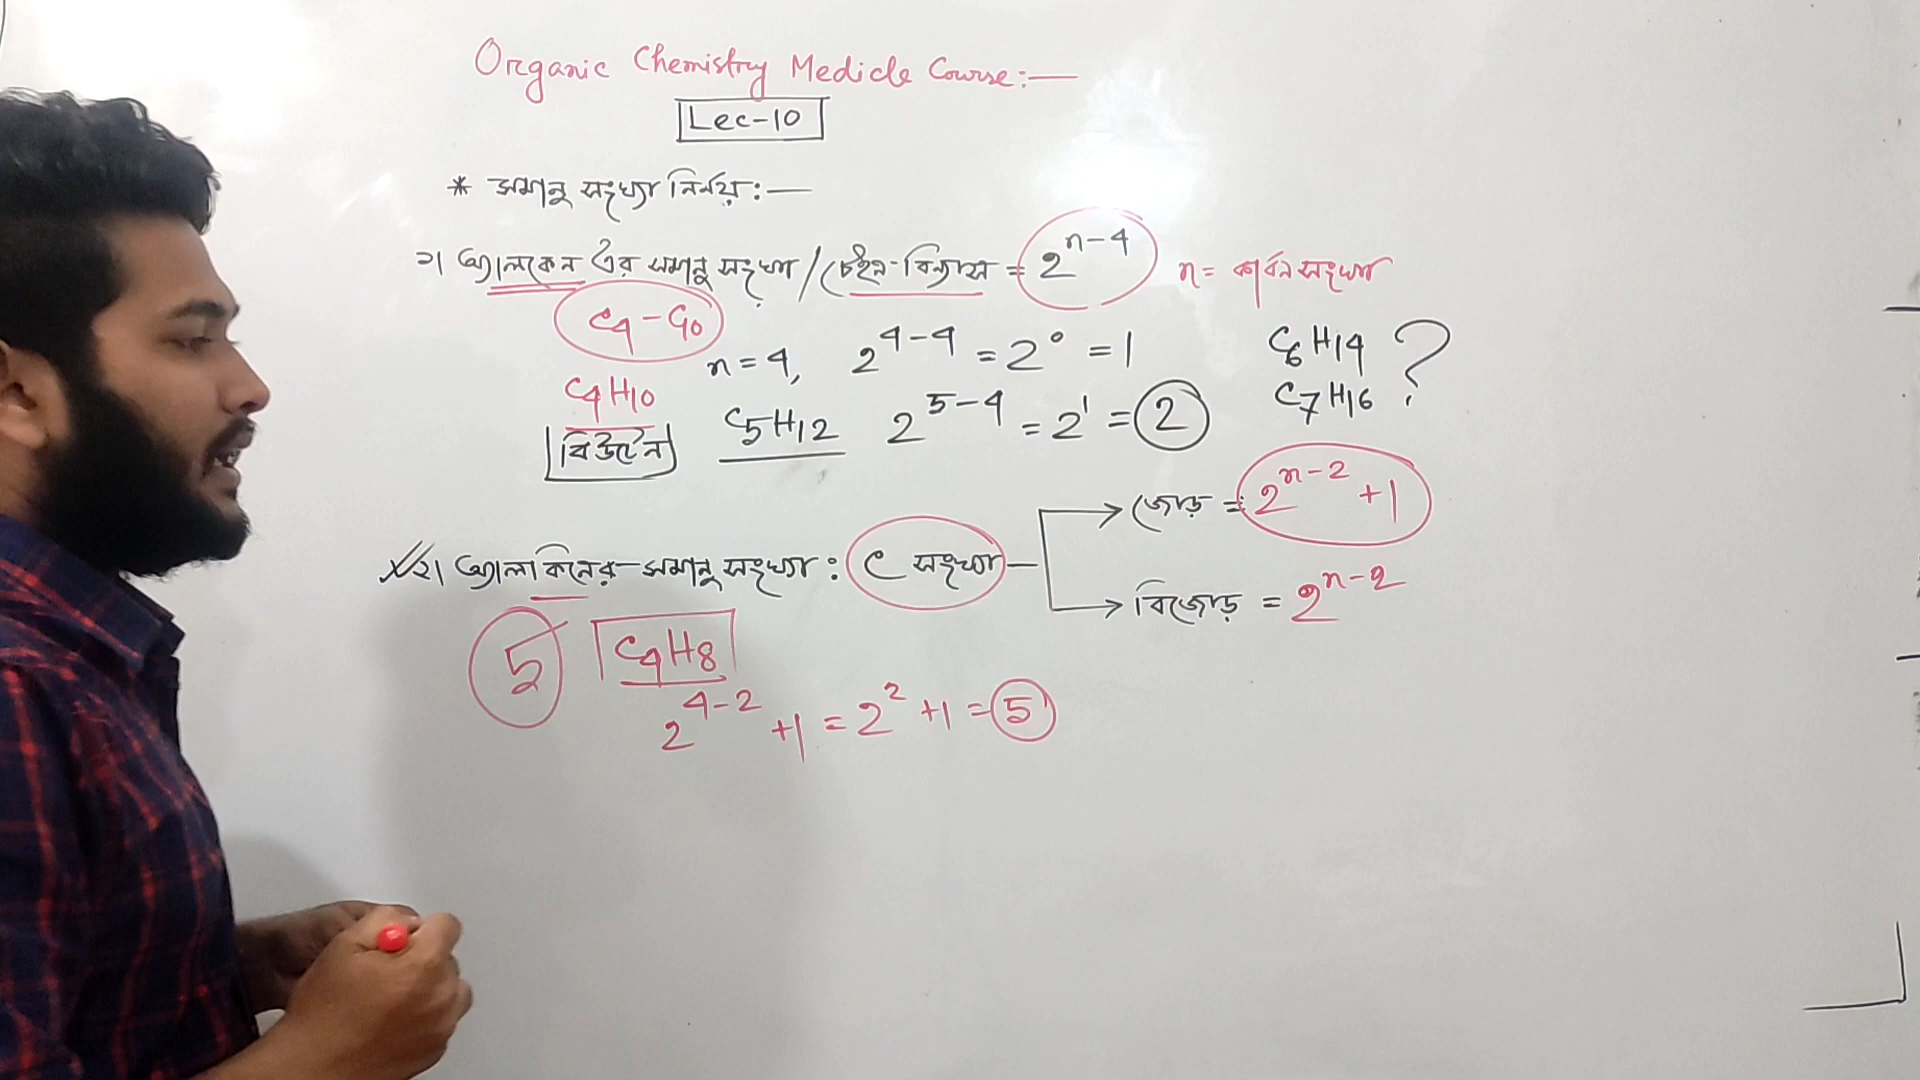 Organic Chemistry Medicle Course:—
Lec-10
* সমানু সংখ্যা নির্নয়:—
১। অ্যালকেন এর সমানু সংখ্যা / চেইন-বিন্যাস = 2^(n-4) n = কার্বন সংখ্যা
C4 - C10
n = 4, 2^(4-4) = 2^0 = 1 C6H14 ?
C4H10 C5H12 2^(5-4) = 2^1 = 2 C7H16
বিউটেন
জোড় = 2^(n-2) + 1
২। অ্যালকিনের সমানু সংখ্যা : C সংখ্যা
বিজোড় = 2^(n-2)
5 C4H8
2^(4-2) + 1 = 2^2 + 1 = 5